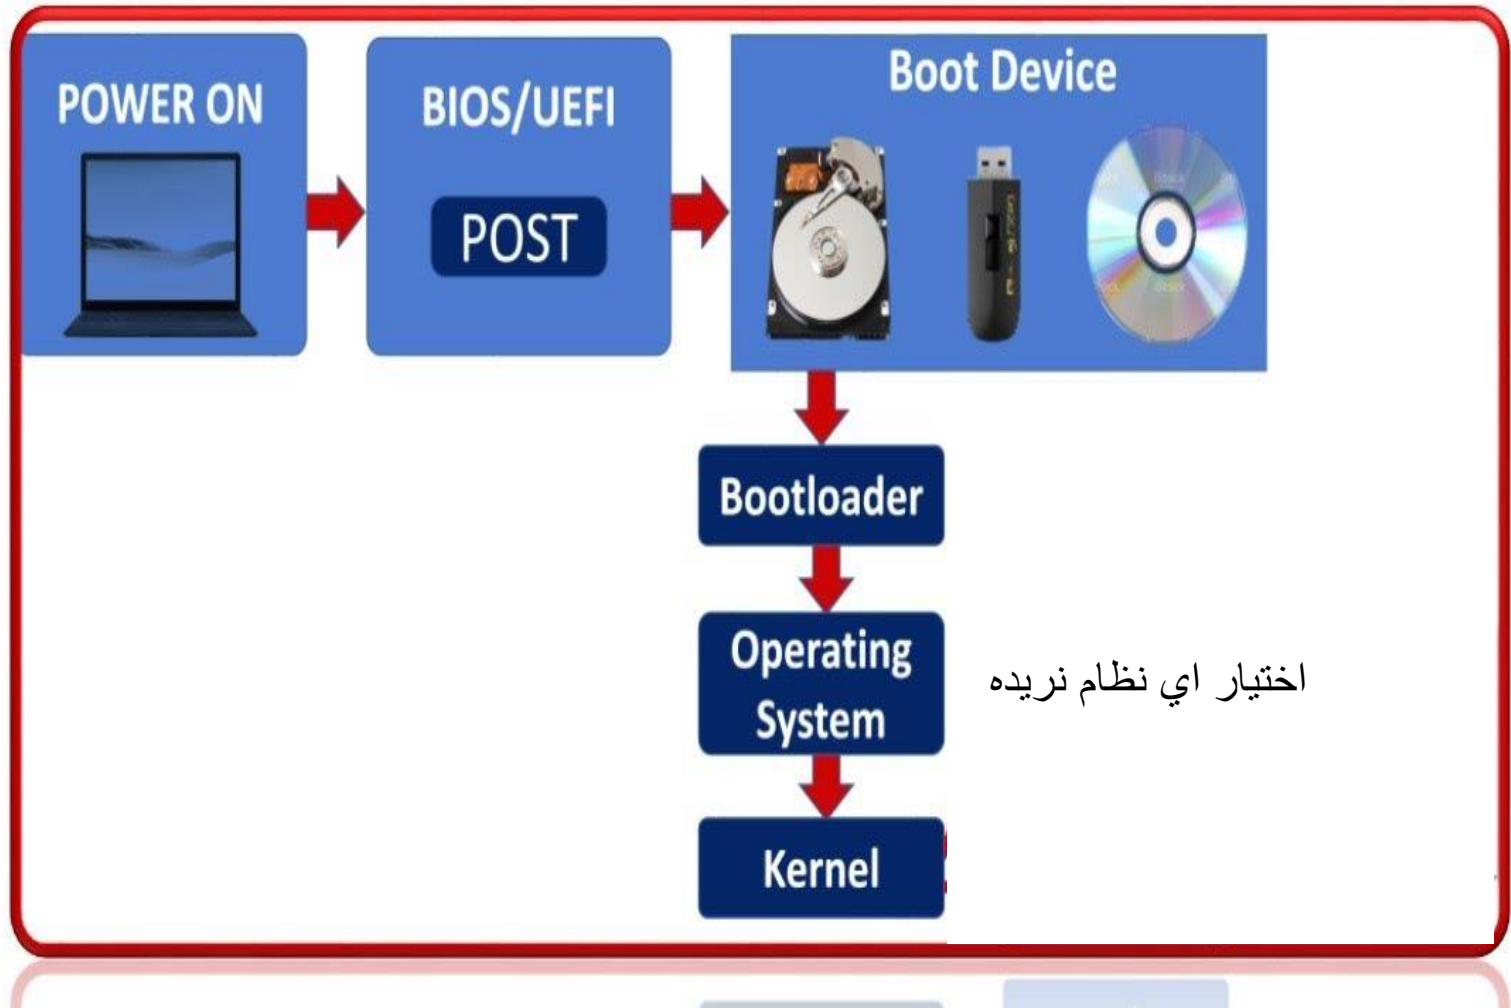 POWER ON
BIOS/UEFI
POST
Boot Device
Bootloader
Operating
System
اختيار اي نظام نريده
Kernel